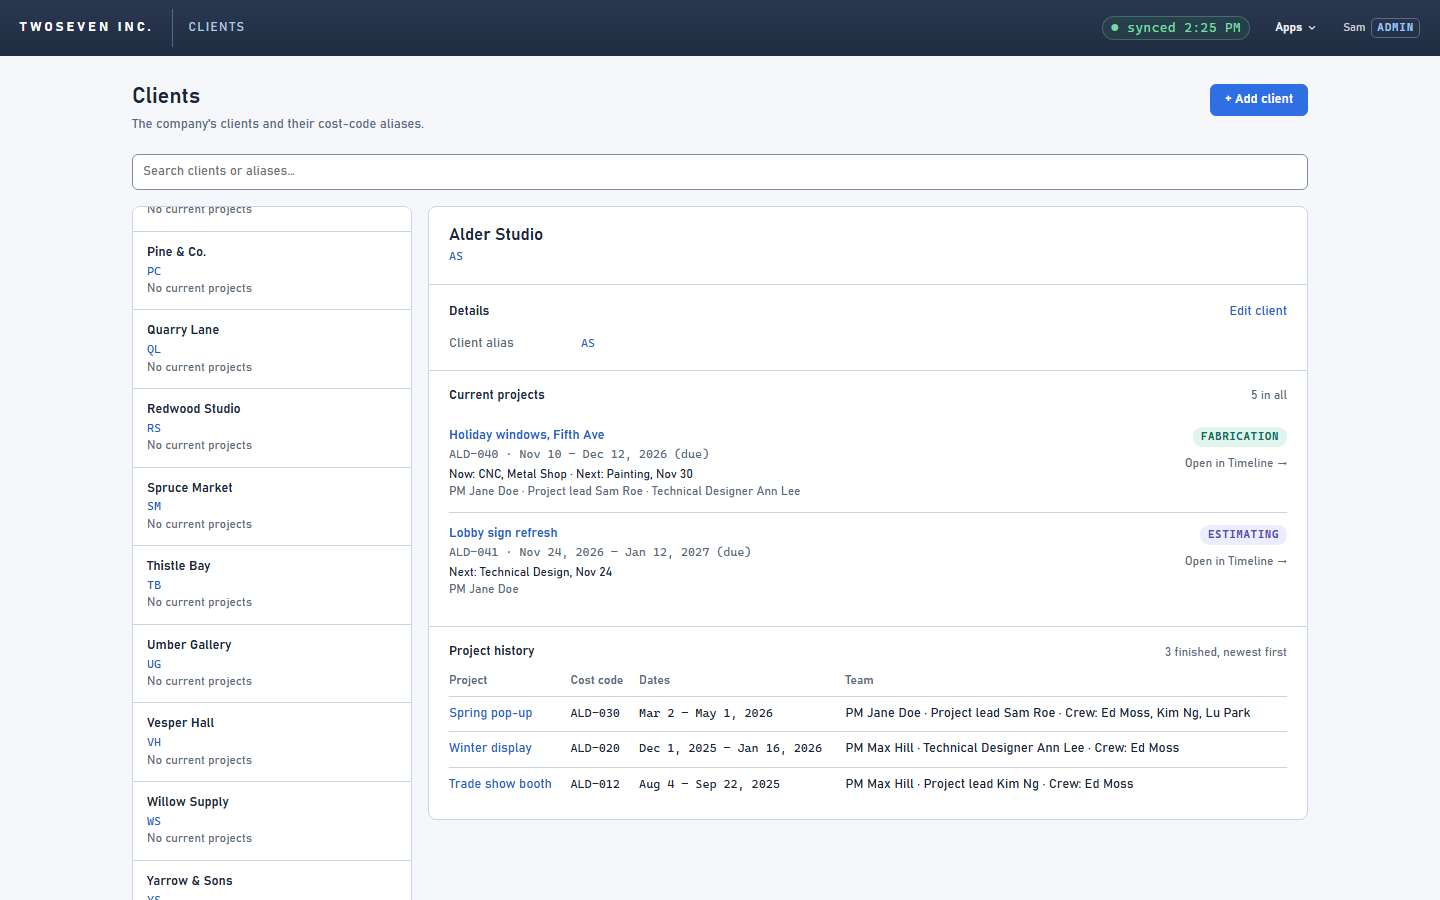 TWOSEVEN INC.
CLIENTS
synced 2:25 PM
Apps
Sam
ADMIN
Clients
+ Add client
The company's clients and their cost-code aliases.
Search clients or aliases…
No current projects
Pine & Co.
PC
No current projects
Quarry Lane
QL
No current projects
Redwood Studio
RS
No current projects
Spruce Market
SM
No current projects
Thistle Bay
TB
No current projects
Umber Gallery
UG
No current projects
Vesper Hall
VH
No current projects
Willow Supply
WS
No current projects
Yarrow & Sons
YS
Alder Studio
AS
Details
Edit client
Client alias AS
Current projects
5 in all
Holiday windows, Fifth Ave
FABRICATION
ALD-040 · Nov 10 – Dec 12, 2026 (due)
Open in Timeline →
Now: CNC, Metal Shop · Next: Painting, Nov 30
PM Jane Doe · Project lead Sam Roe · Technical Designer Ann Lee
Lobby sign refresh
ESTIMATING
ALD-041 · Nov 24, 2026 – Jan 12, 2027 (due)
Open in Timeline →
Next: Technical Design, Nov 24
PM Jane Doe
Project history
3 finished, newest first
Project Cost code Dates Team
Spring pop-up ALD-030 Mar 2 – May 1, 2026 PM Jane Doe · Project lead Sam Roe · Crew: Ed Moss, Kim Ng, Lu Park
Winter display ALD-020 Dec 1, 2025 – Jan 16, 2026 PM Max Hill · Technical Designer Ann Lee · Crew: Ed Moss
Trade show booth ALD-012 Aug 4 – Sep 22, 2025 PM Max Hill · Project lead Kim Ng · Crew: Ed Moss